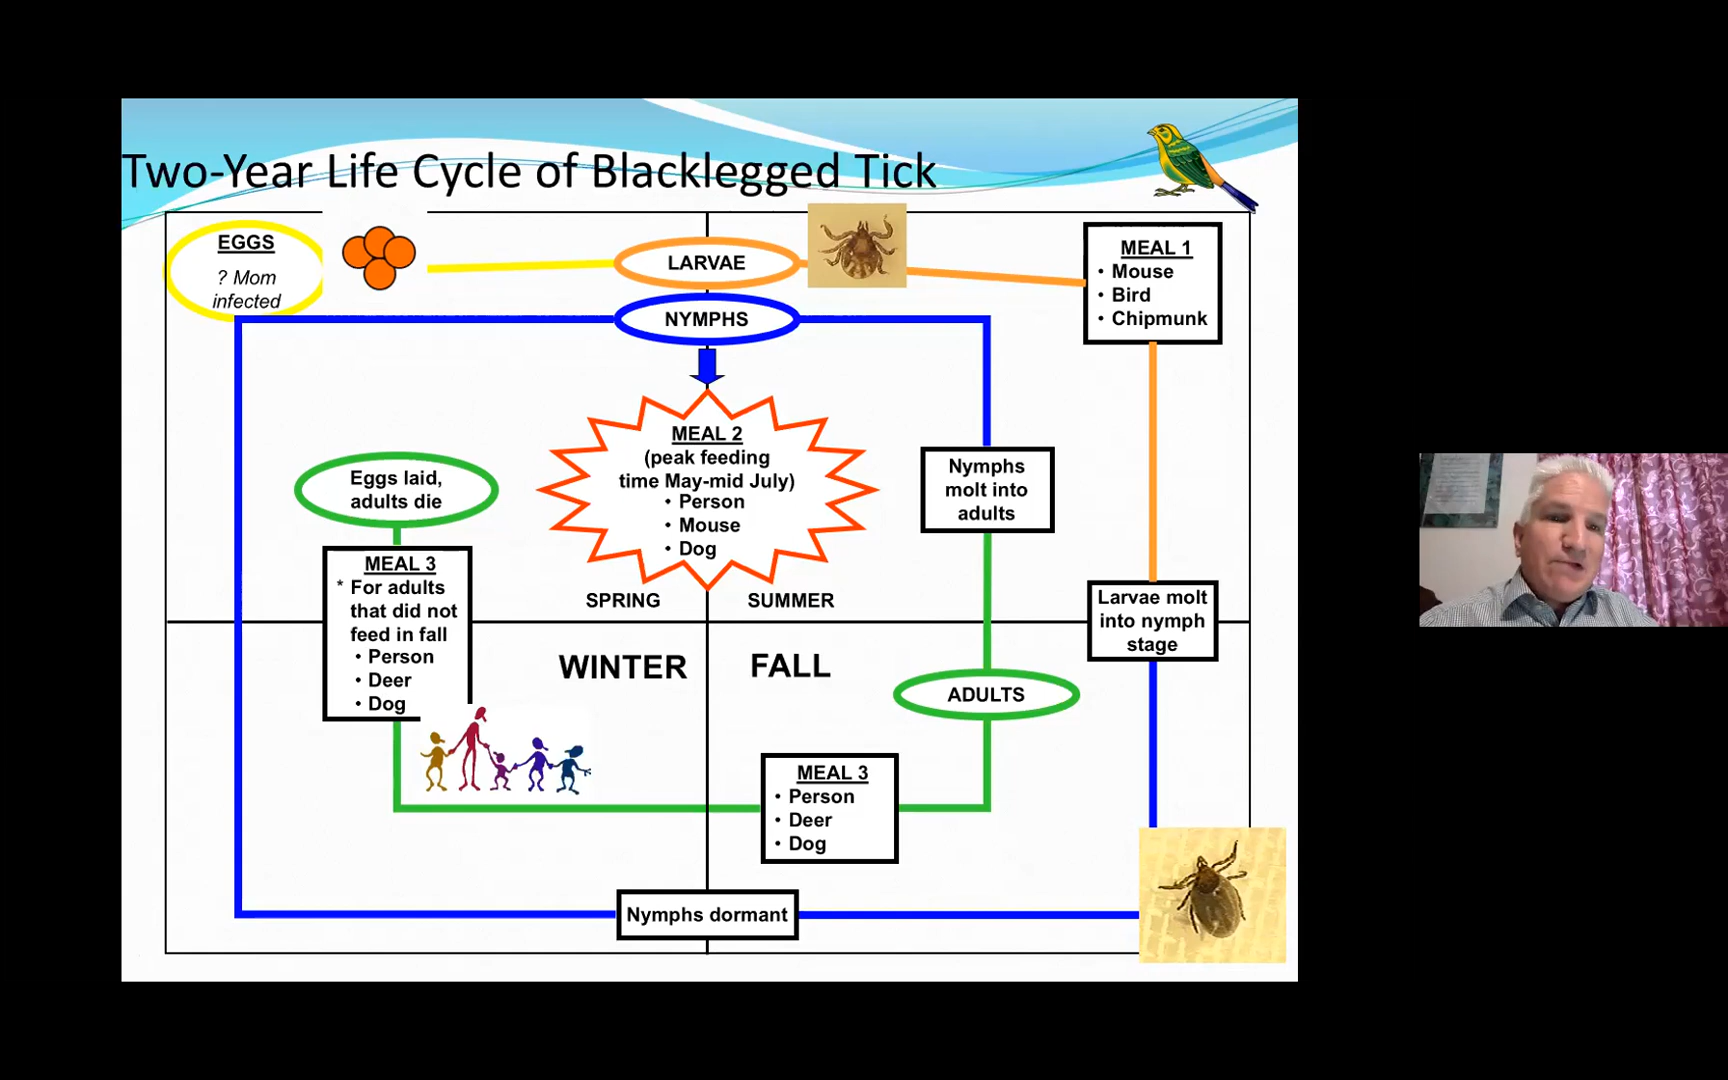 Two-Year Life Cycle of Blacklegged Tick
EGGS
? Mom
infected
LARVAE
MEAL 1
• Mouse
• Bird
• Chipmunk
NYMPHS
MEAL 2
(peak feeding
time May-mid July)
• Person
• Mouse
• Dog
Nymphs
molt into
adults
Eggs laid,
adults die
MEAL 3
* For adults
that did not
feed in fall
• Person
• Deer
• Dog
SPRING
SUMMER
Larvae molt
into nymph
stage
WINTER
FALL
ADULTS
MEAL 3
• Person
• Deer
• Dog
Nymphs dormant